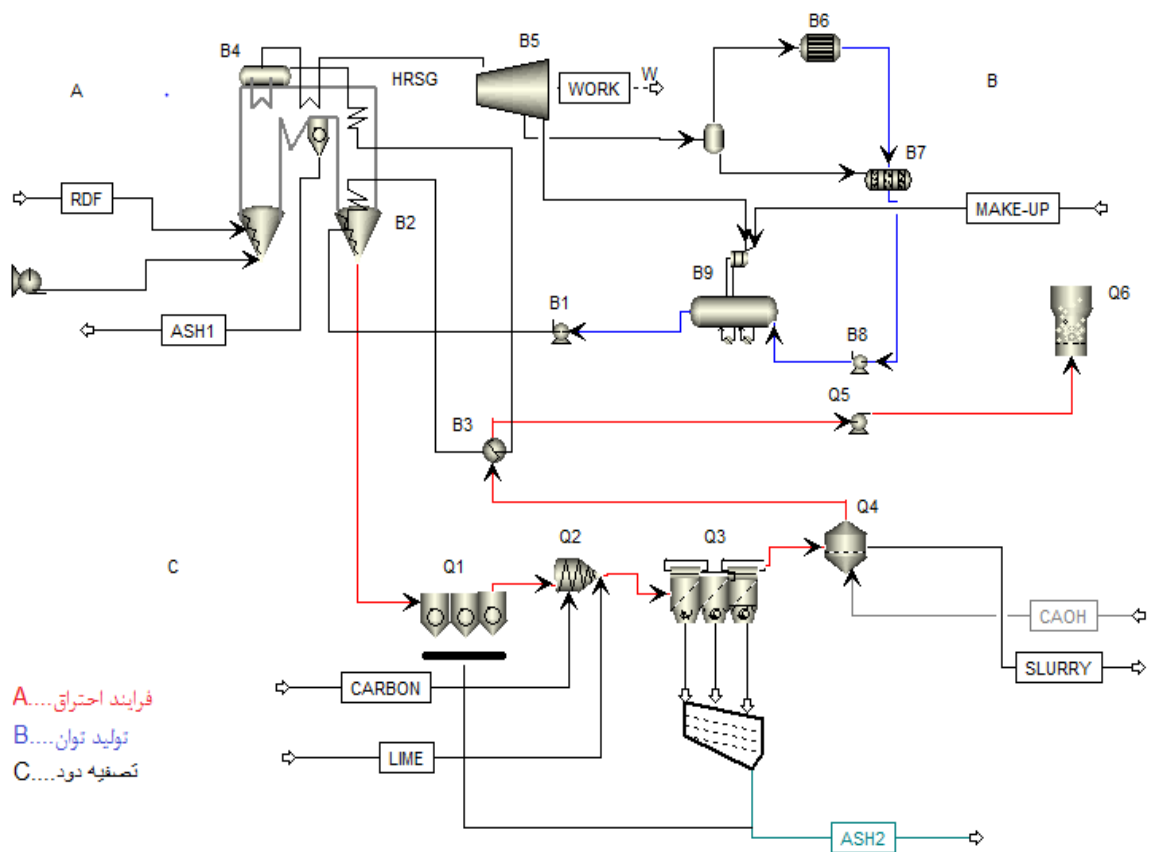 B6
B5
B4
HRSG
W
WORK
A
B
B7
RDF
MAKE-UP
B2
B9
Q6
ASH1
B1
B8
Q5
B3
Q4
Q2
Q3
C
Q1
CAOH
SLURRY
CARBON
A....فرایند احتراق
B....تولید توان
LIME
C....تصفیه دود
ASH2